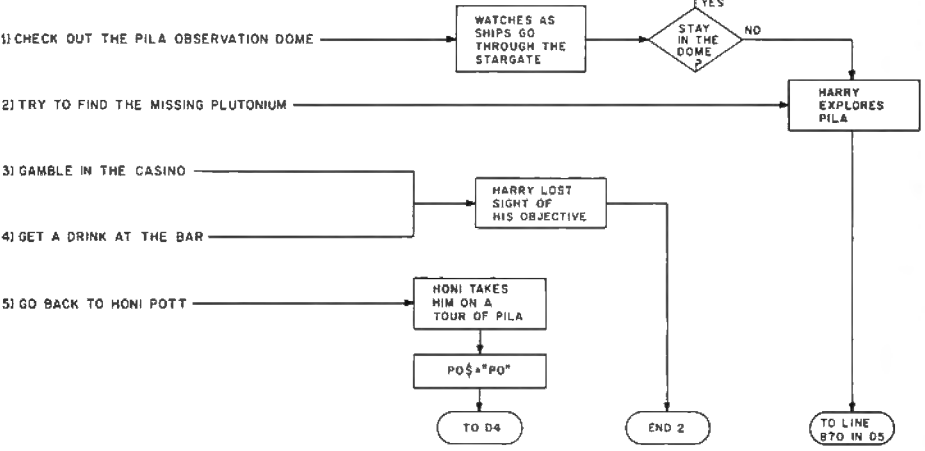 YES
WATCHES AS
SHIPS GO
THROUGH THE
STARGATE
STAY
IN THE
DOME
?
NO
1) CHECK OUT THE PILA OBSERVATION DOME
HARRY
EXPLORES
PILA
2) TRY TO FIND THE MISSING PLUTONIUM
3) GAMBLE IN THE CASINO
HARRY LOST
SIGHT OF
HIS OBJECTIVE
4) GET A DRINK AT THE BAR
5) GO BACK TO HONI POTT
HONI TAKES
HIM ON A
TOUR OF PILA
PO$="PO"
TO D4
END 2
TO LINE
870 IN D5